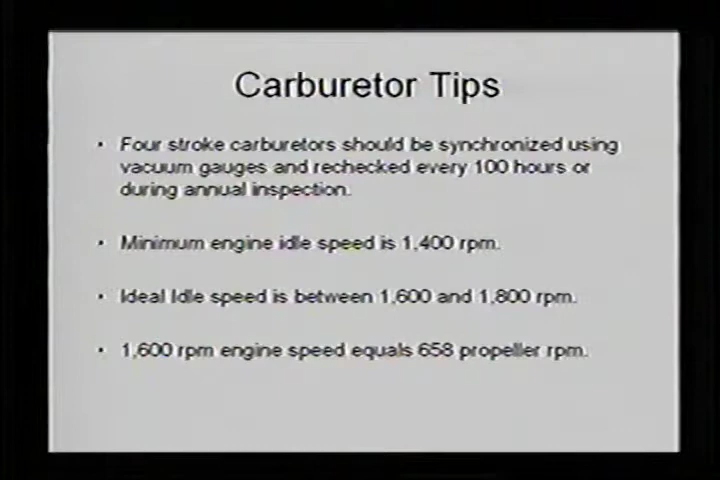 Carburetor Tips
• Four stroke carburetors should be synchronized using
vacuum gauges and rechecked every 100 hours or
during annual inspection.
• Minimum engine idle speed is 1,400 rpm.
• Ideal Idle speed is between 1,600 and 1,800 rpm.
• 1,600 rpm engine speed equals 658 propeller rpm.